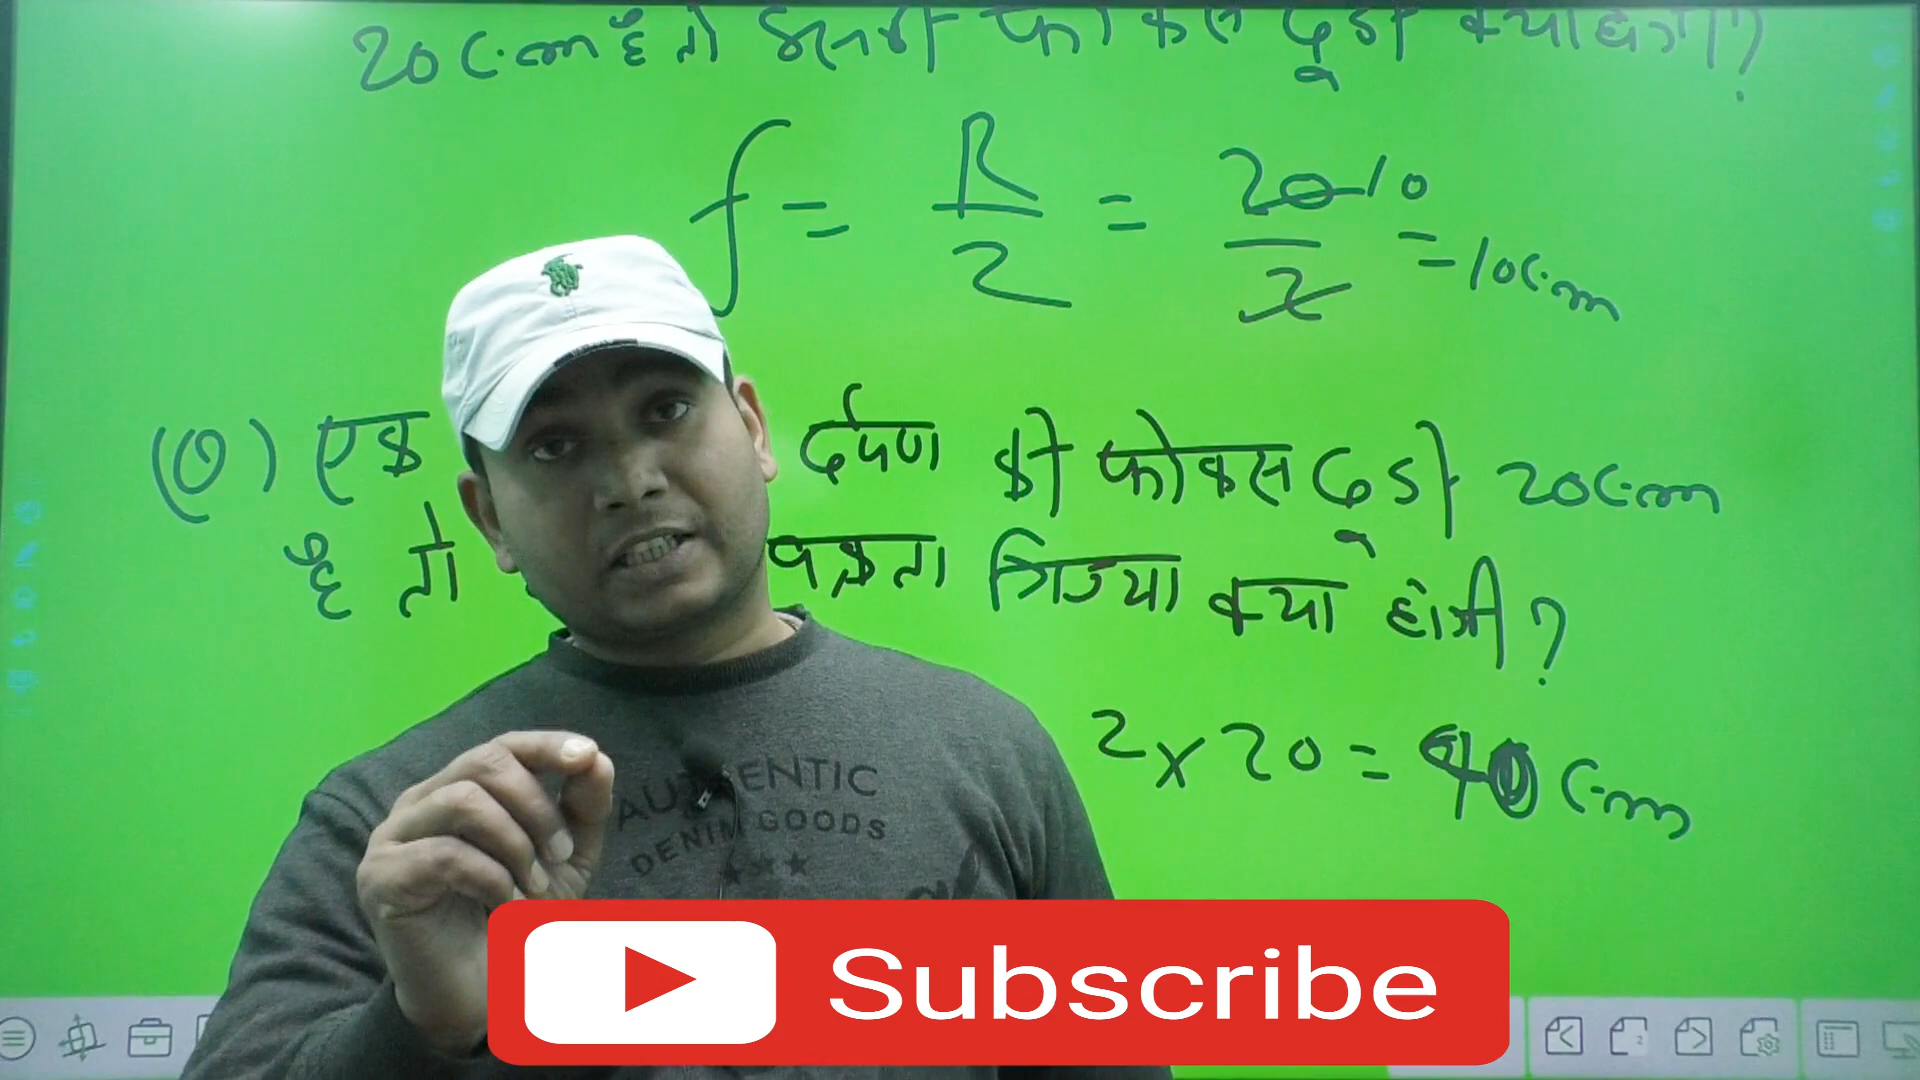 20 c.m है तो उसकी फोकस दूरी क्या होगी?
f = R/2 = 20/2 10 = 10 c.m
(Q) एक दर्पण की फोकस दूरी 20 c.m
है तो वक्रता त्रिज्या क्या होगी?
2 x 20 = 40 c.m
AUTHENTIC
DENIM GOODS
Subscribe